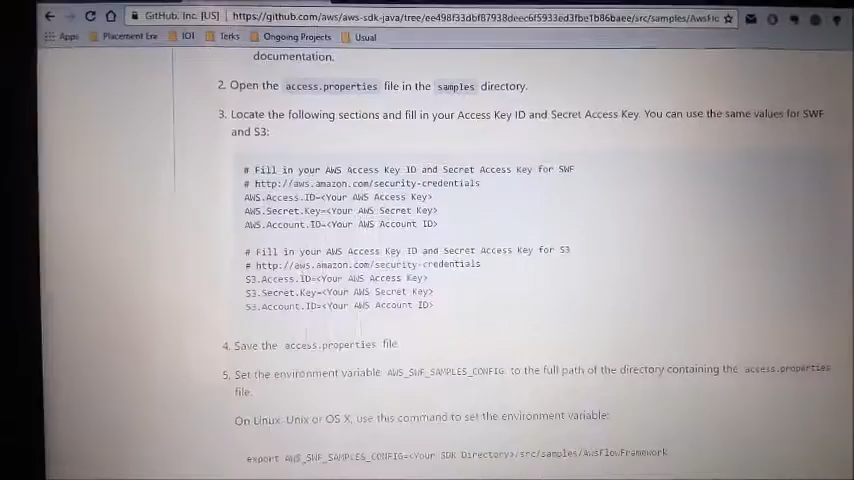 GitHub, Inc. [US] https://github.com/aws/aws-sdk-java/tree/ee498f33dbf87938deec6f5933ed3fbe1b86baee/src/samples/AwsFlo
Apps Placement Era IOI Terks Ongoing Projects Usual
documentation.
2. Open the access.properties file in the samples directory.
3. Locate the following sections and fill in your Access Key ID and Secret Access Key. You can use the same values for SWF
and S3:
# Fill in your AWS Access Key ID and Secret Access Key for SWF
# http://aws.amazon.com/security-credentials
AWS.Access.ID=<Your AWS Access Key>
AWS.Secret.Key=<Your AWS Secret Key>
AWS.Account.ID=<Your AWS Account ID>
# Fill in your AWS Access Key ID and Secret Access Key for S3
# http://aws.amazon.com/security-credentials
S3.Access.ID=<Your AWS Access Key>
S3.Secret.Key=<Your AWS Secret Key>
S3.Account.ID=<Your AWS Account ID>
4. Save the access.properties file.
5. Set the environment variable AWS_SWF_SAMPLES_CONFIG to the full path of the directory containing the access.properties
file.
On Linux, Unix or OS X, use this command to set the environment variable:
export AWS_SWF_SAMPLES_CONFIG=<Your SDK Directory>/src/samples/AwsFlowFramework